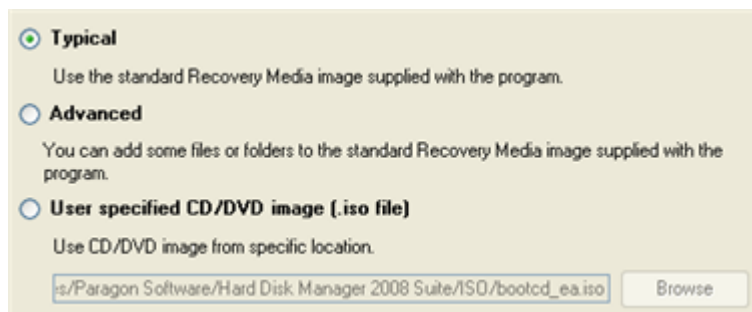 Typical
Use the standard Recovery Media image supplied with the program.
Advanced
You can add some files or folders to the standard Recovery Media image supplied with the
program.
User specified CD/DVD image (.iso file)
Use CD/DVD image from specific location.
es/Paragon Software/Hard Disk Manager 2008 Suite/ISO/bootcd_ea.iso
Browse